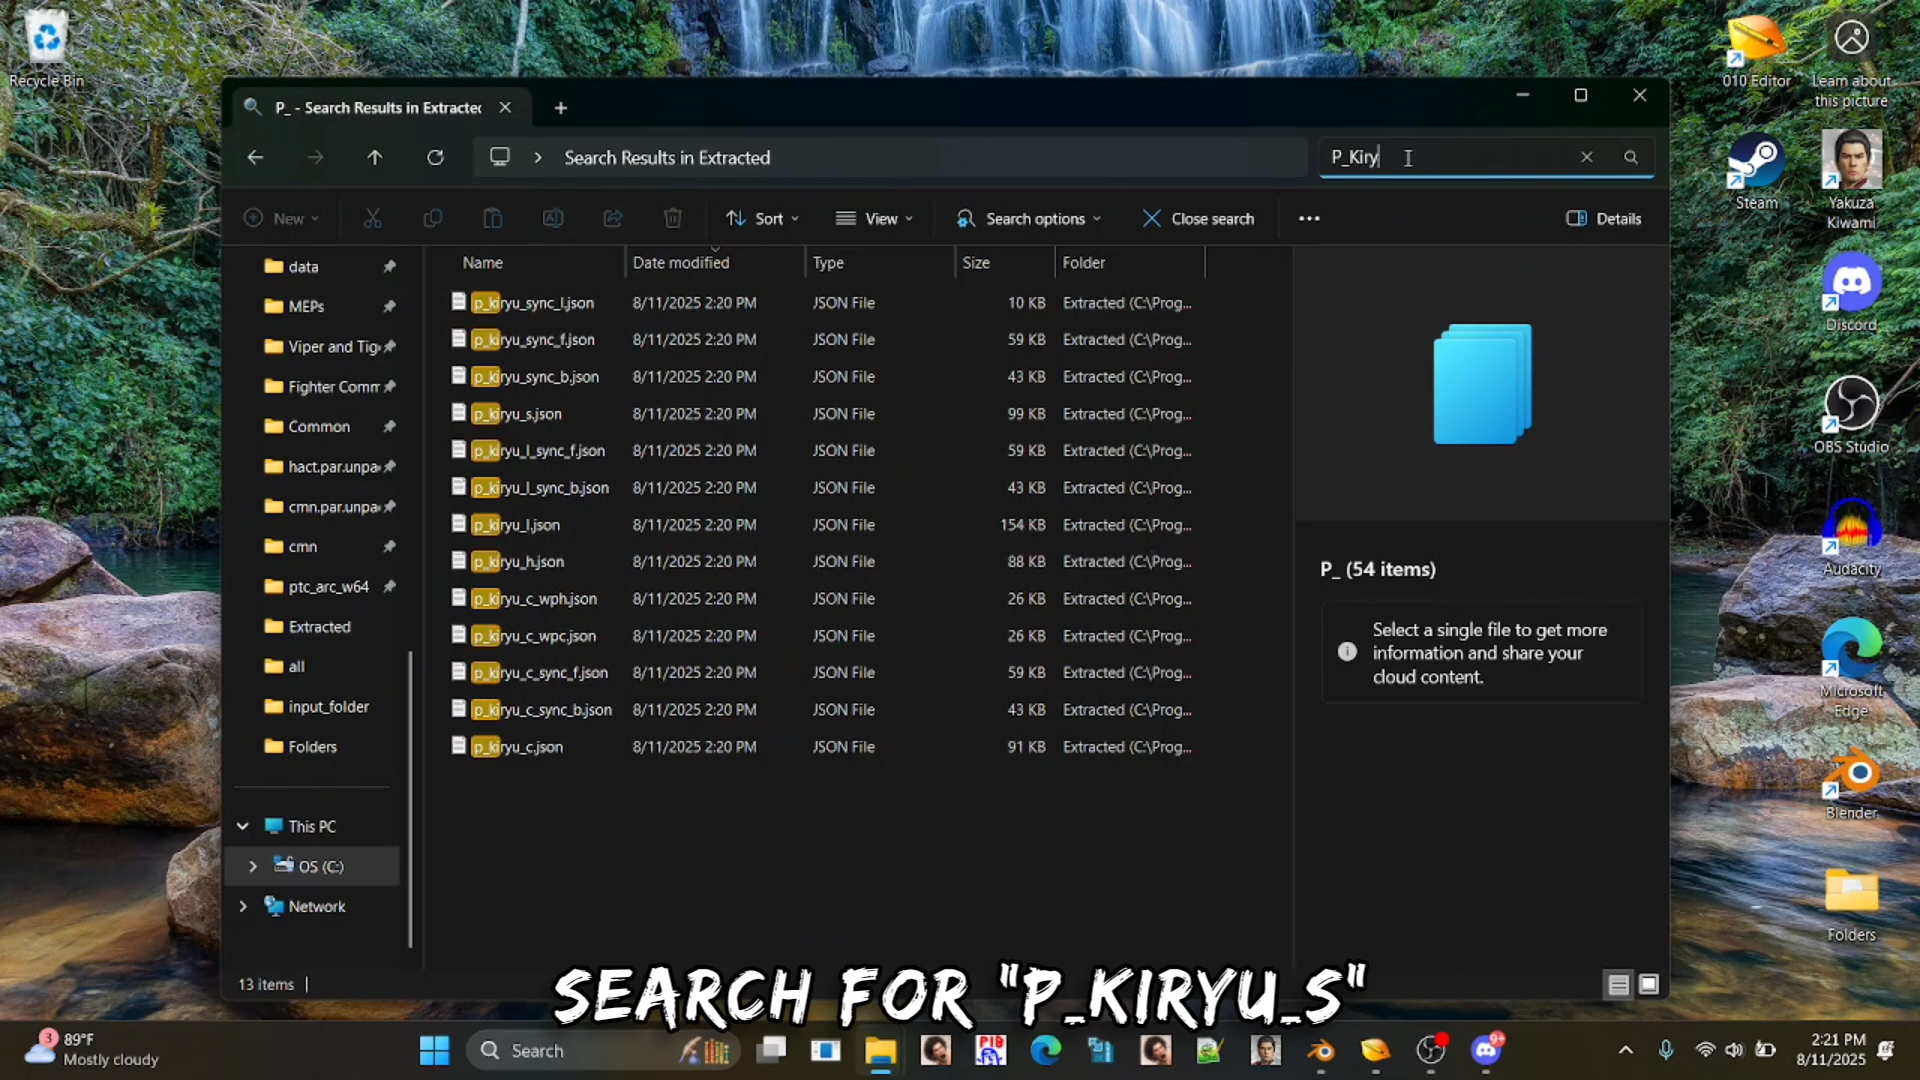 Recycle Bin
010 Editor
Learn about this picture
Steam
Yakuza Kiwami
Discord
OBS Studio
Audacity
Microsoft Edge
Blender
Folders
P_ - Search Results in Extracted
Search Results in Extracted
P_Kiry
New
Sort
View
Search options
Close search
Details
data
MEPs
Viper and Tig
Fighter Comm
Common
hact.par.unpa
cmn.par.unpa
cmn
ptc_arc_w64
Extracted
all
input_folder
Folders
This PC
OS (C:)
Network
Name Date modified Type Size Folder
p_kiryu_sync_l.json 8/11/2025 2:20 PM JSON File 10 KB Extracted (C:\Prog...
p_kiryu_sync_f.json 8/11/2025 2:20 PM JSON File 59 KB Extracted (C:\Prog...
p_kiryu_sync_b.json 8/11/2025 2:20 PM JSON File 43 KB Extracted (C:\Prog...
p_kiryu_s.json 8/11/2025 2:20 PM JSON File 99 KB Extracted (C:\Prog...
p_kiryu_l_sync_f.json 8/11/2025 2:20 PM JSON File 59 KB Extracted (C:\Prog...
p_kiryu_l_sync_b.json 8/11/2025 2:20 PM JSON File 43 KB Extracted (C:\Prog...
p_kiryu_l.json 8/11/2025 2:20 PM JSON File 154 KB Extracted (C:\Prog...
p_kiryu_h.json 8/11/2025 2:20 PM JSON File 88 KB Extracted (C:\Prog...
p_kiryu_c_wph.json 8/11/2025 2:20 PM JSON File 26 KB Extracted (C:\Prog...
p_kiryu_c_wpc.json 8/11/2025 2:20 PM JSON File 26 KB Extracted (C:\Prog...
p_kiryu_c_sync_f.json 8/11/2025 2:20 PM JSON File 59 KB Extracted (C:\Prog...
p_kiryu_c_sync_b.json 8/11/2025 2:20 PM JSON File 43 KB Extracted (C:\Prog...
p_kiryu_c.json 8/11/2025 2:20 PM JSON File 91 KB Extracted (C:\Prog...
P_ (54 items)
Select a single file to get more
information and share your
cloud content.
13 items
SEARCH FOR "P_KIRYU_S"
3
89°F
Mostly cloudy
Search
PIB
9+
2:21 PM
8/11/2025